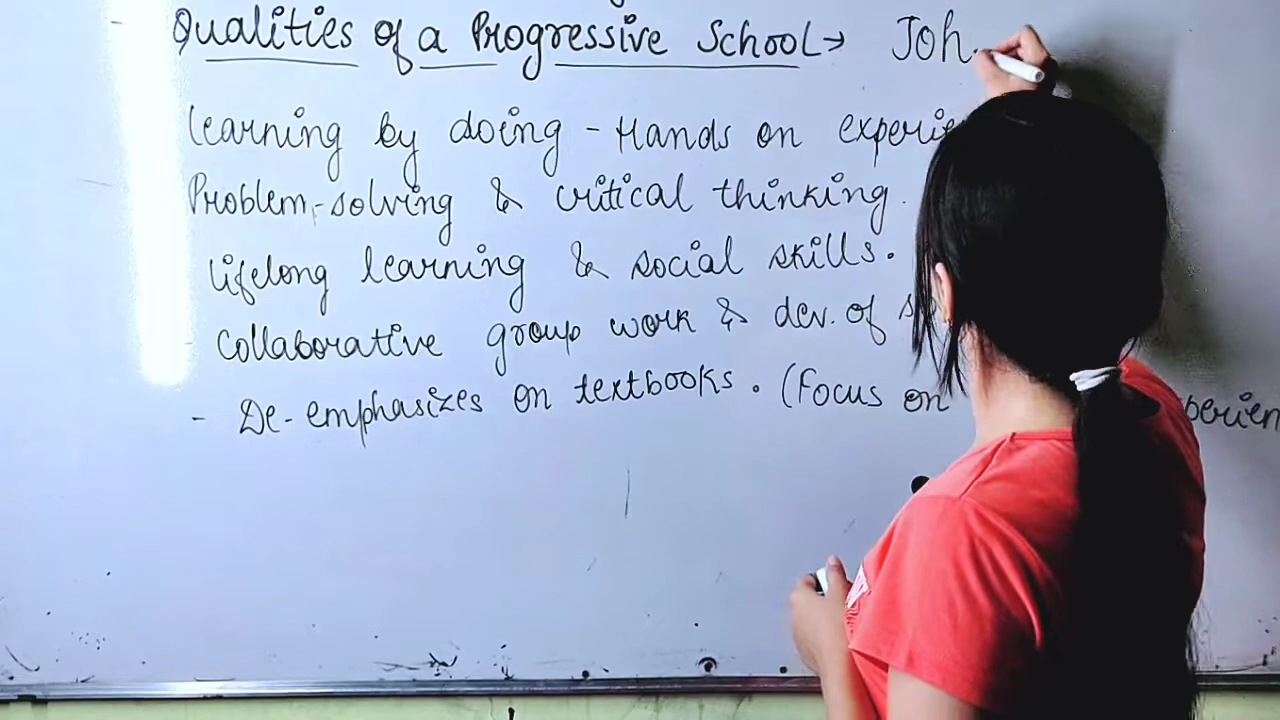 - Qualities of a Progressive School → Joh
Learning by doing - Hands on
Problem-solving & critical thinking.
Lifelong learning & social skills.
Collaborative group work & dev. of
- De-emphasizes on textbooks. (Focus on